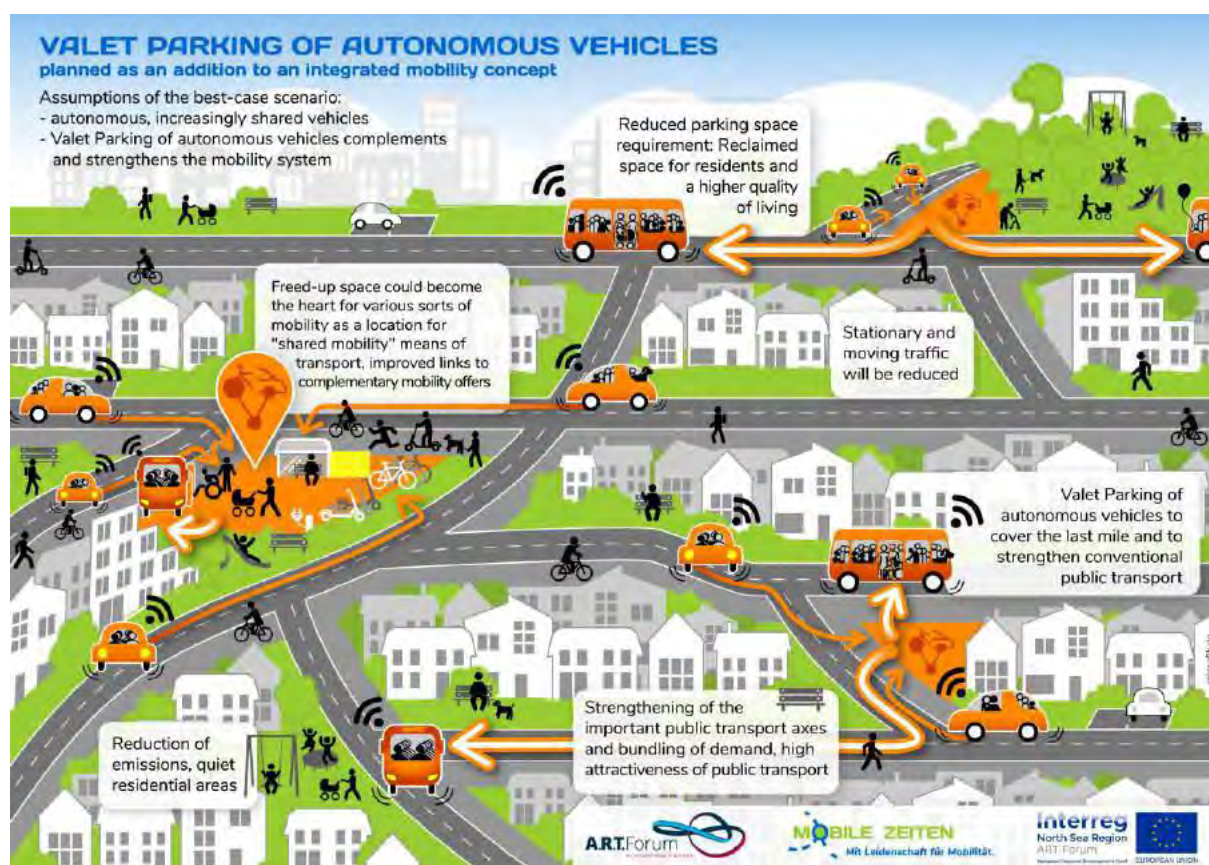 VALET PARKING OF AUTONOMOUS VEHICLES
planned as an addition to an integrated mobility concept
Assumptions of the best-case scenario:
- autonomous, increasingly shared vehicles
- Valet Parking of autonomous vehicles complements
and strengthens the mobility system
Reduced parking space
requirement: Reclaimed
space for residents and
a higher quality
of living
Freed-up space could become
the heart for various sorts of
mobility as a location for
"shared mobility" means of
transport, improved links to
complementary mobility offers
Stationary and
moving traffic
will be reduced
Valet Parking of
autonomous vehicles to
cover the last mile and to
strengthen conventional
public transport
Strengthening of the
important public transport axes
and bundling of demand, high
attractiveness of public transport
Reduction of
emissions, quiet
residential areas
A.R.T.Forum
MOBILE ZEITEN
Mit Leidenschaft für Mobilität.
Interreg
North Sea Region
ART-Forum
EUROPEAN UNION